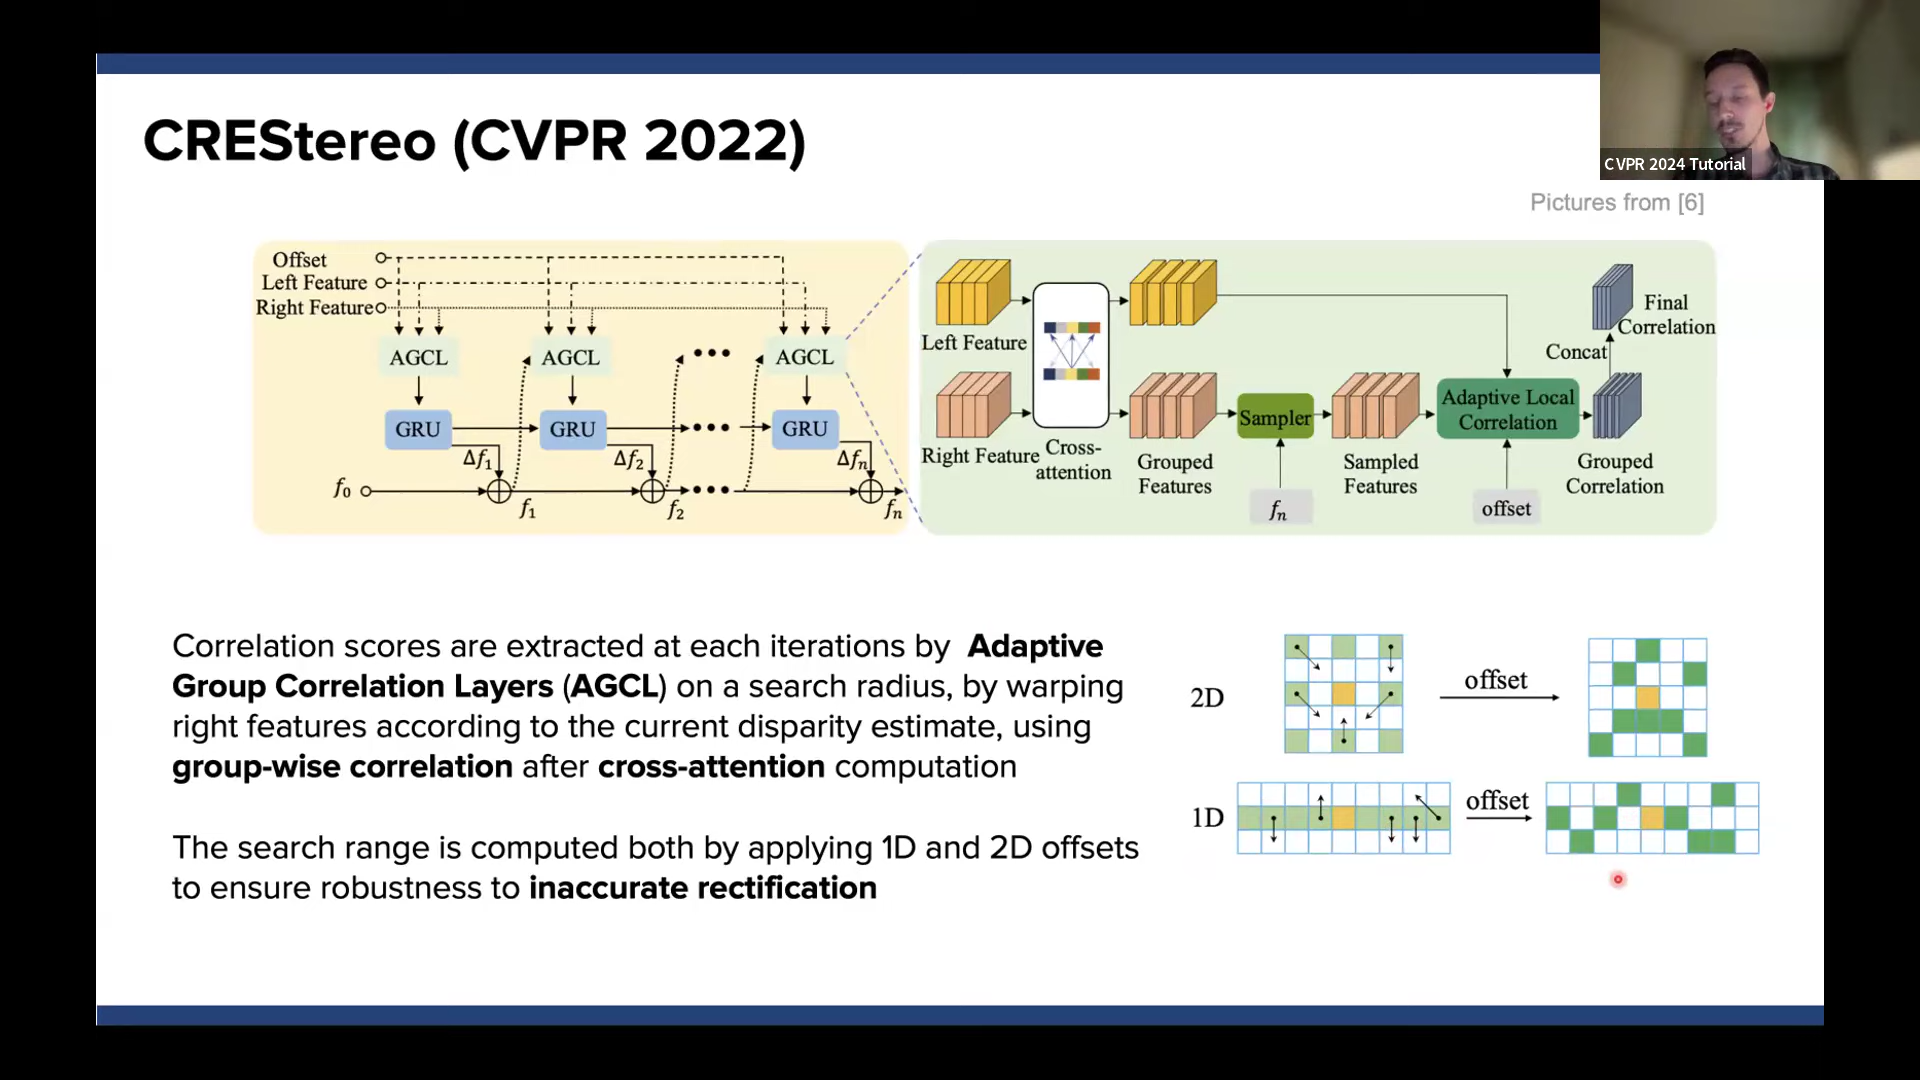 CREStereo (CVPR 2022)
CVPR 2024 Tutorial
Pictures from [6]
Offset
Left Feature
Right Feature
AGCL
AGCL
AGCL
GRU
GRU
GRU
Δf₁
Δf₂
Δfₙ
f₀
f₁
f₂
fₙ
Left Feature
Right Feature
Cross-
attention
Grouped
Features
Sampler
fₙ
Sampled
Features
Adaptive Local
Correlation
offset
Concat
Final
Correlation
Grouped
Correlation
Correlation scores are extracted at each iterations by Adaptive
Group Correlation Layers (AGCL) on a search radius, by warping
right features according to the current disparity estimate, using
group-wise correlation after cross-attention computation
The search range is computed both by applying 1D and 2D offsets
to ensure robustness to inaccurate rectification
2D
offset
1D
offset